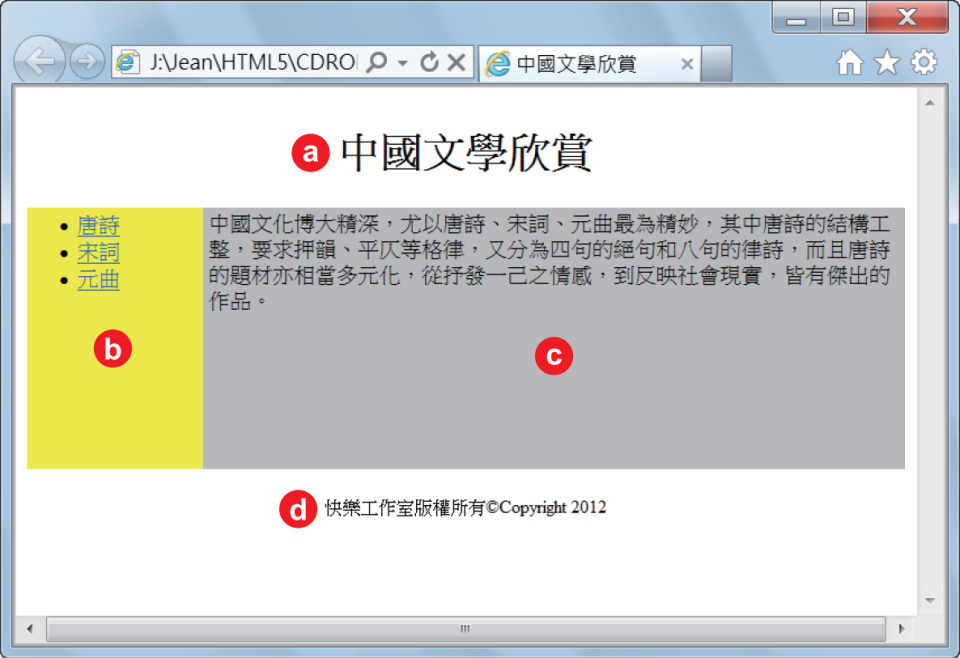 J:\Jean\HTML5\CDRO
中國文學欣賞
a 中國文學欣賞
唐詩
宋詞
元曲
b
中國文化博大精深，尤以唐詩、宋詞、元曲最為精妙，其中唐詩的結構工
整，要求押韻、平仄等格律，又分為四句的絕句和八句的律詩，而且唐詩
的題材亦相當多元化，從抒發一己之情感，到反映社會現實，皆有傑出的
作品。
c
d 快樂工作室版權所有©Copyright 2012